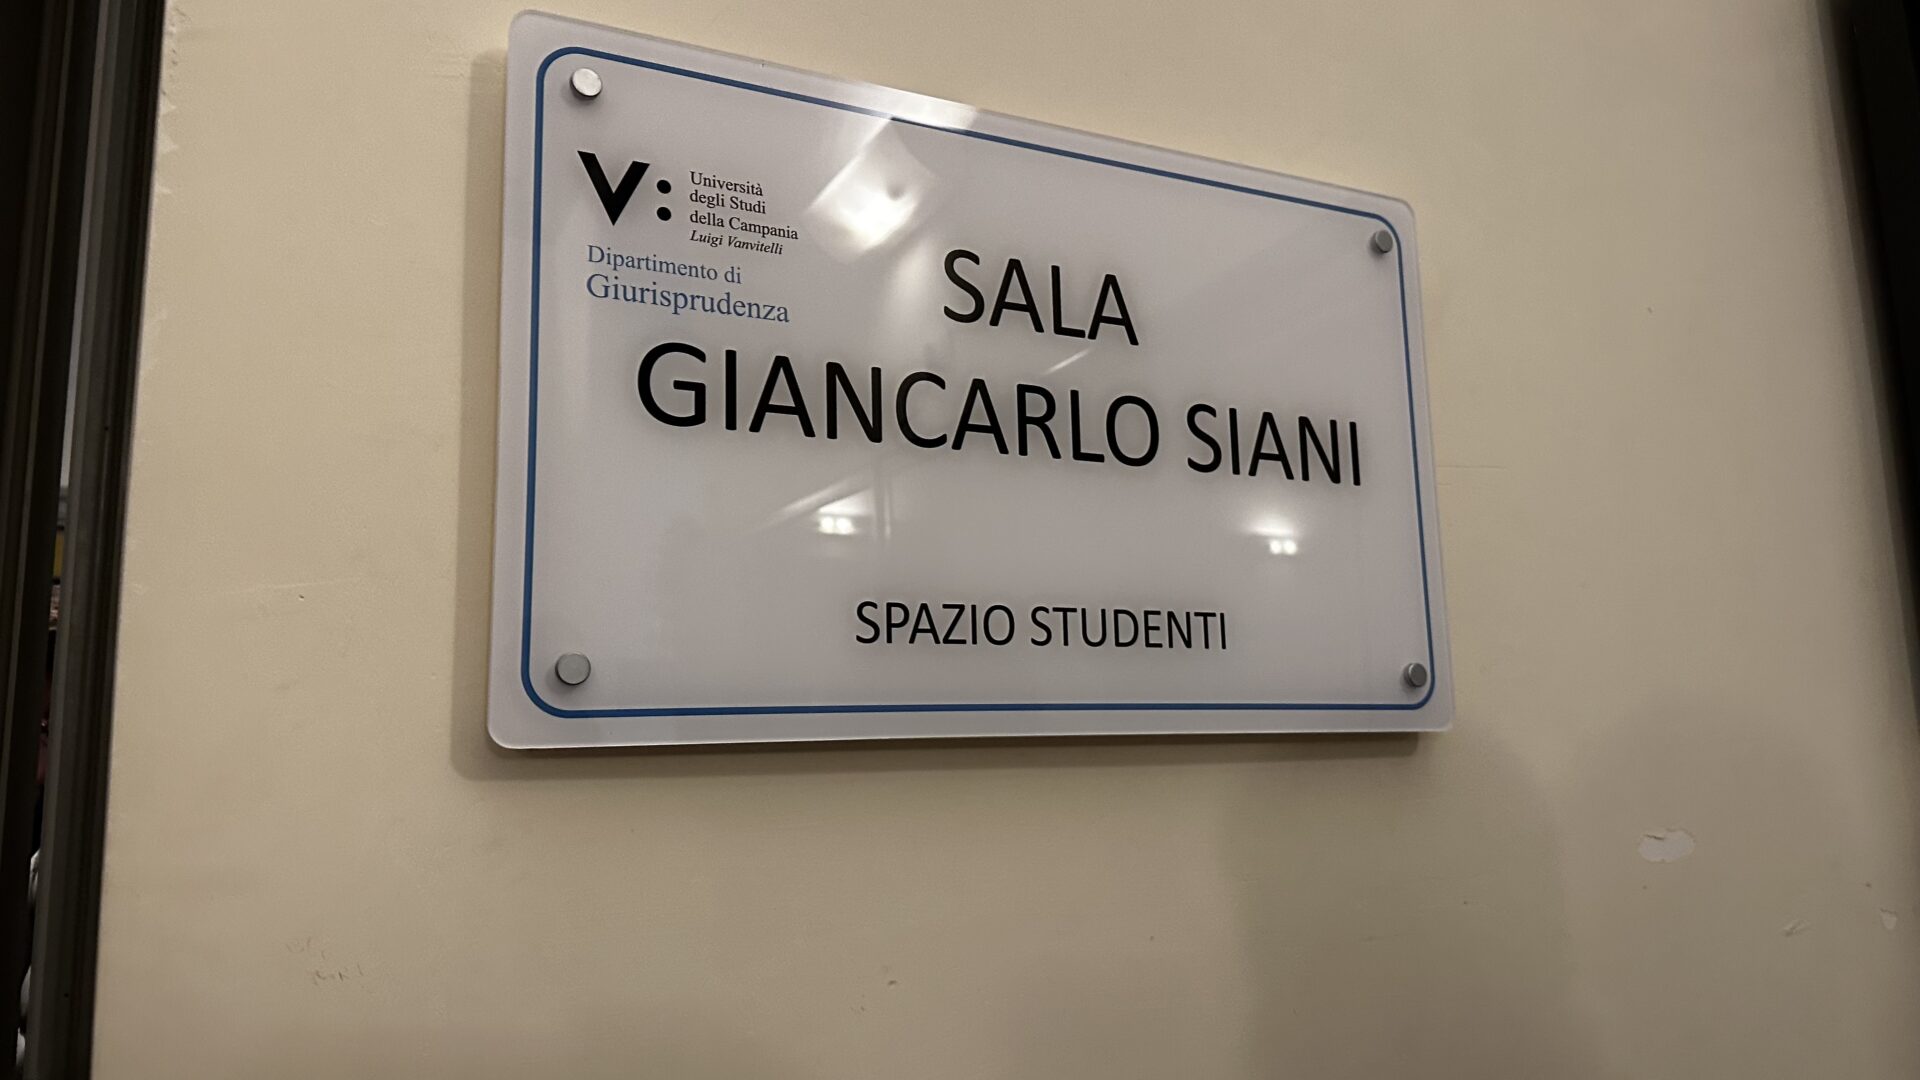 V:
Università
degli Studi
della Campania
Luigi Vanvitelli
Dipartimento di
Giurisprudenza
SALA
GIANCARLO SIANI
SPAZIO STUDENTI